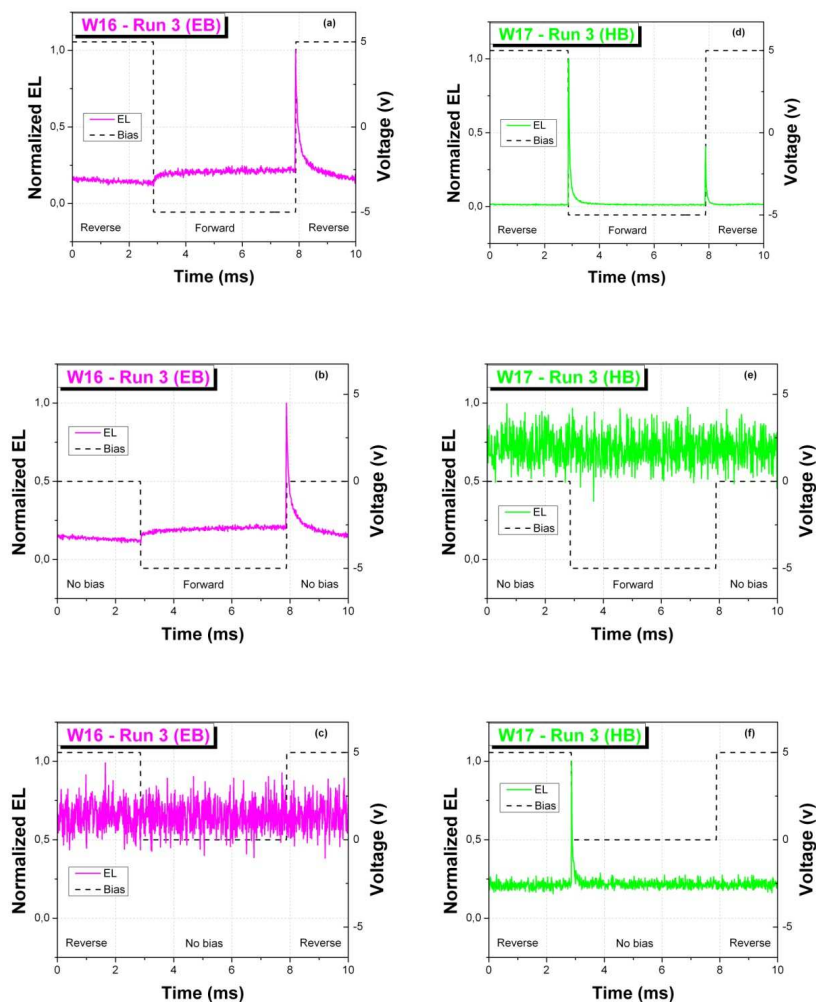 W16 - Run 3 (EB)
(a)
1,0
0,5
0,0
Normalized EL
EL
Bias
5
0
-5
Voltage (v)
Reverse
Forward
Reverse
0
2
4
6
8
10
Time (ms)
W17 - Run 3 (HB)
(d)
1,0
0,5
0,0
Normalized EL
EL
Bias
5
0
-5
Voltage (v)
Reverse
Forward
Reverse
0
2
4
6
8
10
Time (ms)
W16 - Run 3 (EB)
(b)
1,0
0,5
0,0
Normalized EL
EL
Bias
5
0
-5
Voltage (v)
No bias
Forward
No bias
0
2
4
6
8
10
Time (ms)
W17 - Run 3 (HB)
(e)
1,0
0,5
0,0
Normalized EL
EL
Bias
5
0
-5
Voltage (v)
No bias
Forward
No bias
0
2
4
6
8
10
Time (ms)
W16 - Run 3 (EB)
(c)
1,0
0,5
0,0
Normalized EL
EL
Bias
5
0
-5
Voltage (v)
Reverse
No bias
Reverse
0
2
4
6
8
10
Time (ms)
W17 - Run 3 (HB)
(f)
1,0
0,5
0,0
Normalized EL
EL
Bias
5
0
-5
Voltage (v)
Reverse
No bias
Reverse
0
2
4
6
8
10
Time (ms)